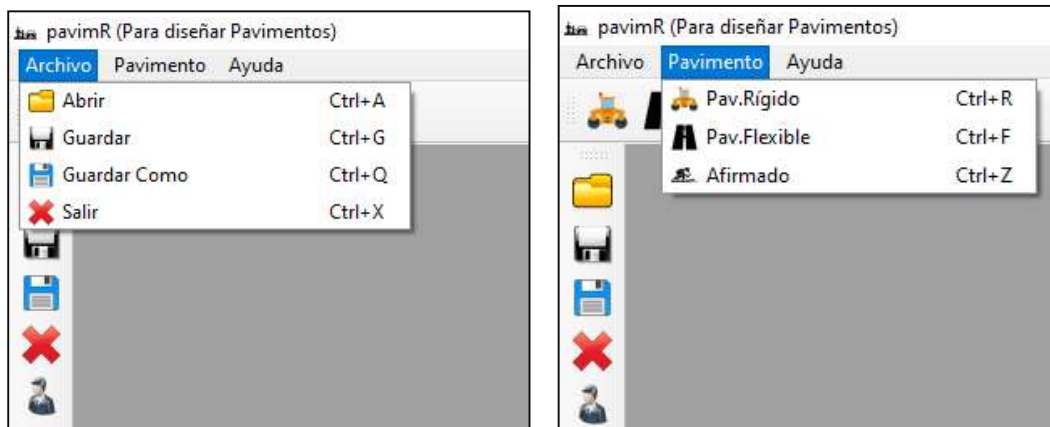 pavimR (Para diseñar Pavimentos)
Archivo Pavimento Ayuda
Abrir Ctrl+A
Guardar Ctrl+G
Guardar Como Ctrl+Q
Salir Ctrl+X
pavimR (Para diseñar Pavimentos)
Archivo Pavimento Ayuda
Pav.Rígido Ctrl+R
Pav.Flexible Ctrl+F
Afirmado Ctrl+Z